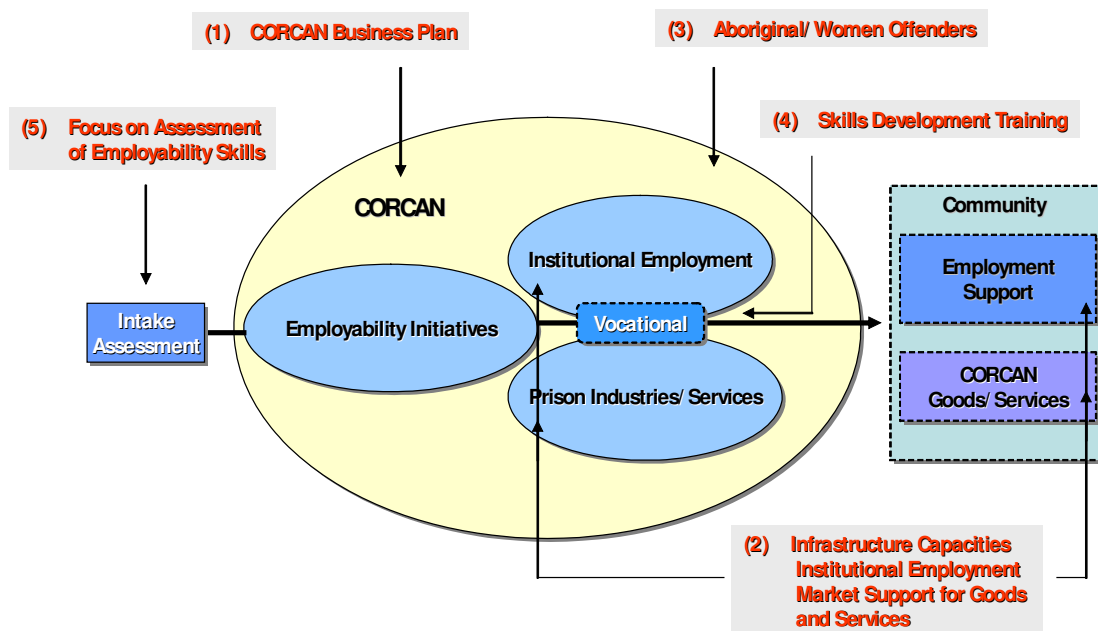 (1) CORCAN Business Plan
(3) Aboriginal/ Women Offenders
(5) Focus on Assessment
of Employability Skills
(4) Skills Development Training
CORCAN
Community
Institutional Employment
Employment
Support
Intake
Assessment
Employability Initiatives
Vocational
Prison Industries/ Services
CORCAN
Goods/ Services
(2) Infrastructure Capacities
Institutional Employment
Market Support for Goods
and Services